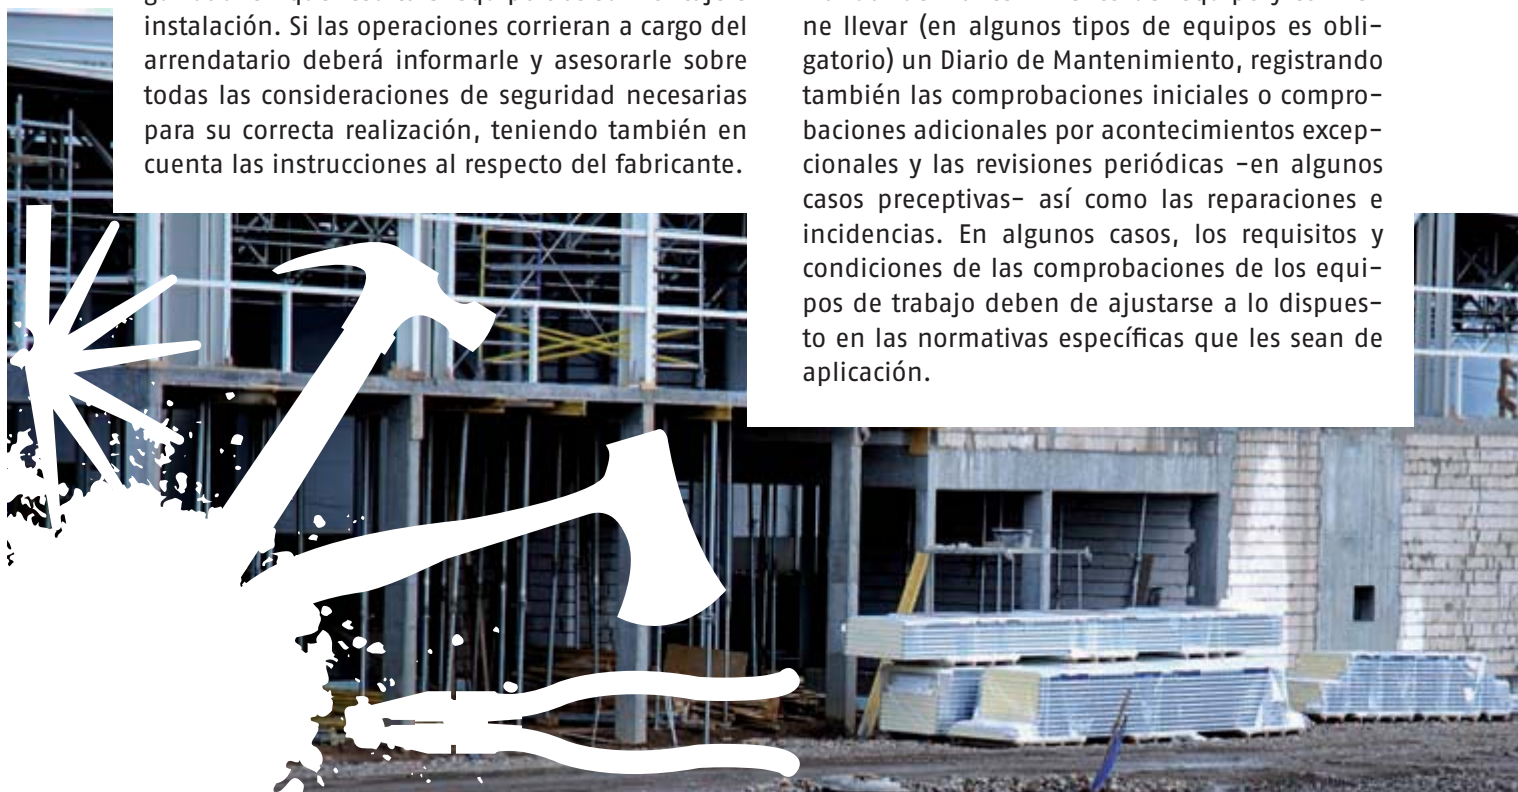 instalación. Si las operaciones corrieran a cargo del
arrendatario deberá informarle y asesorarle sobre
todas las consideraciones de seguridad necesarias
para su correcta realización, teniendo también en
cuenta las instrucciones al respecto del fabricante.
ne llevar (en algunos tipos de equipos es obli-
gatorio) un Diario de Mantenimiento, registrando
también las comprobaciones iniciales o compro-
baciones adicionales por acontecimientos excep-
cionales y las revisiones periódicas -en algunos
casos preceptivas- así como las reparaciones e
incidencias. En algunos casos, los requisitos y
condiciones de las comprobaciones de los equi-
pos de trabajo deben de ajustarse a lo dispues-
to en las normativas específicas que les sean de
aplicación.